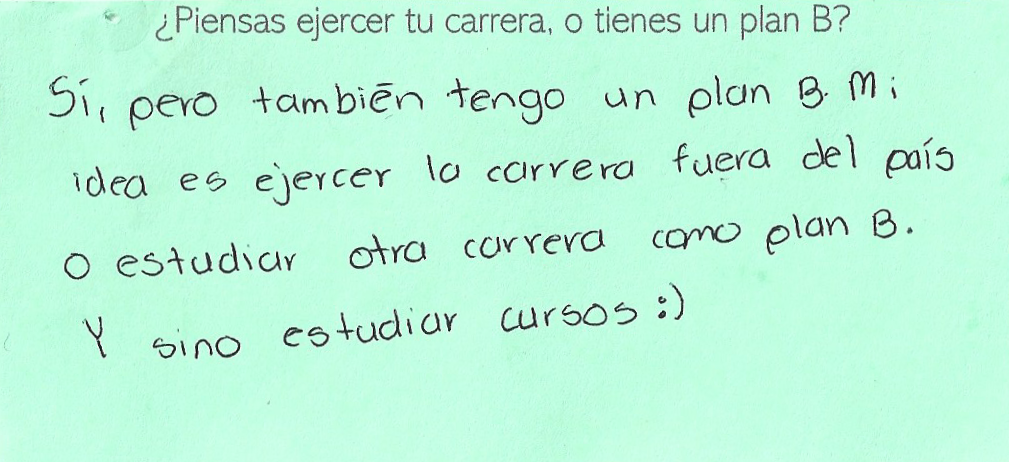 ¿Piensas ejercer tu carrera, o tienes un plan B?
Sí, pero también tengo un plan B. Mi
idea es ejercer la carrera fuera del país
o estudiar otra carrera como plan B.
Y sino estudiar cursos :)